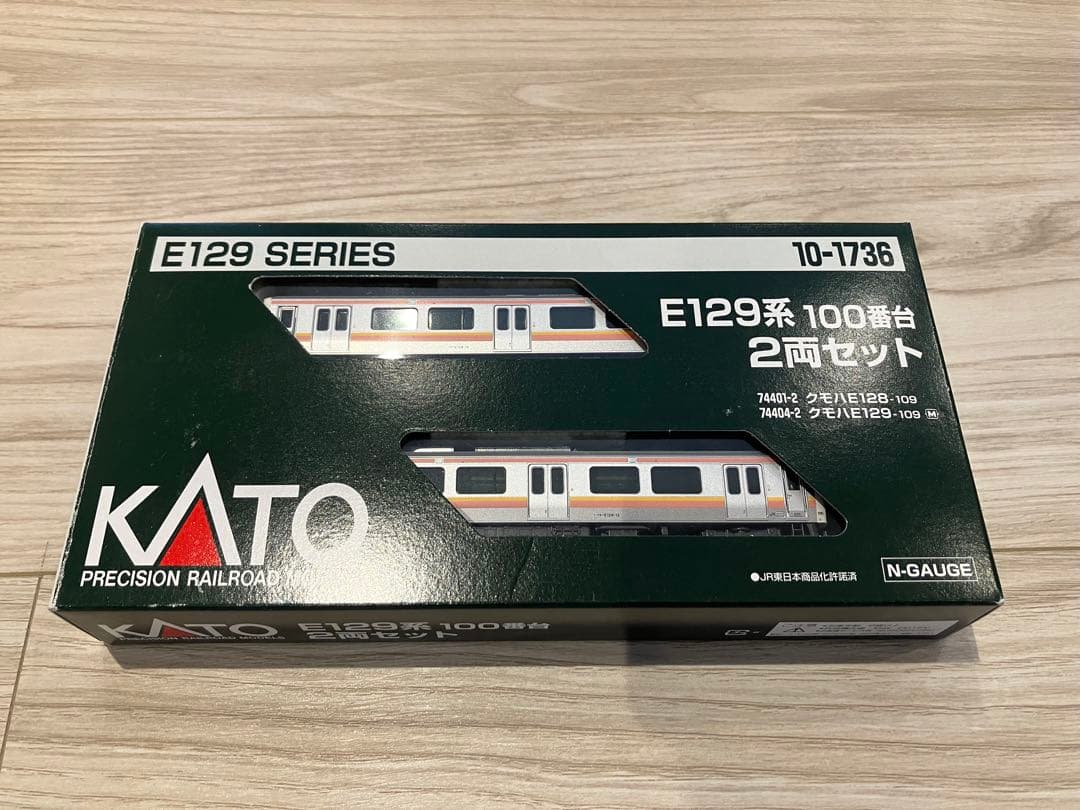 E129 SERIES
10-1736
E129系 100番台
2両セット
74401-2 クモハE128-109
74404-2 クモハE129-109 M
KATO
PRECISION RAILROAD
●JR東日本商品化許諾済
N-GAUGE
KATO
PRECISION RAILROAD MODELS
E129系 100番台
2両セット